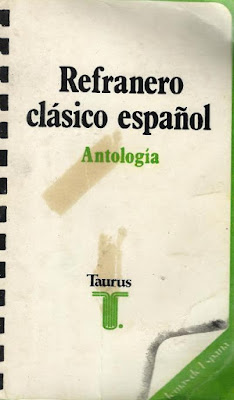 Refranero
clásico español
Antología
Taurus
temas de España